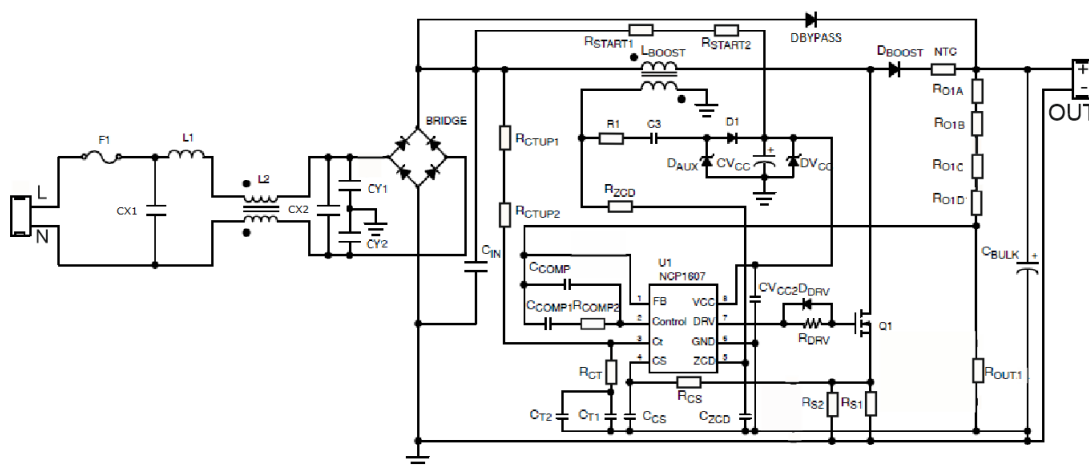 DBYPASS
RSTART1
RSTART2
LBOOST
DBOOST
NTC
+
-
OUT
RO1A
RO1B
RO1C
RO1D
F1
L1
BRIDGE
R1
C3
D1
RCTUP1
DAUX
CVCC
+
DVCC
L
N
CX1
L2
CX2
CY1
CY2
RZCD
RCTUP2
CIN
CBULK
+
U1
NCP1607
CCOMP
CCOMP1
RCOMP2
1
FB
VCC
8
CVCC2
DDRV
2
Control
DRV
7
RDRV
Q1
3
Ct
GND
6
4
CS
ZCD
5
RCT
RCS
RS2
RS1
ROUT1
CT2
CT1
CCS
CZCD